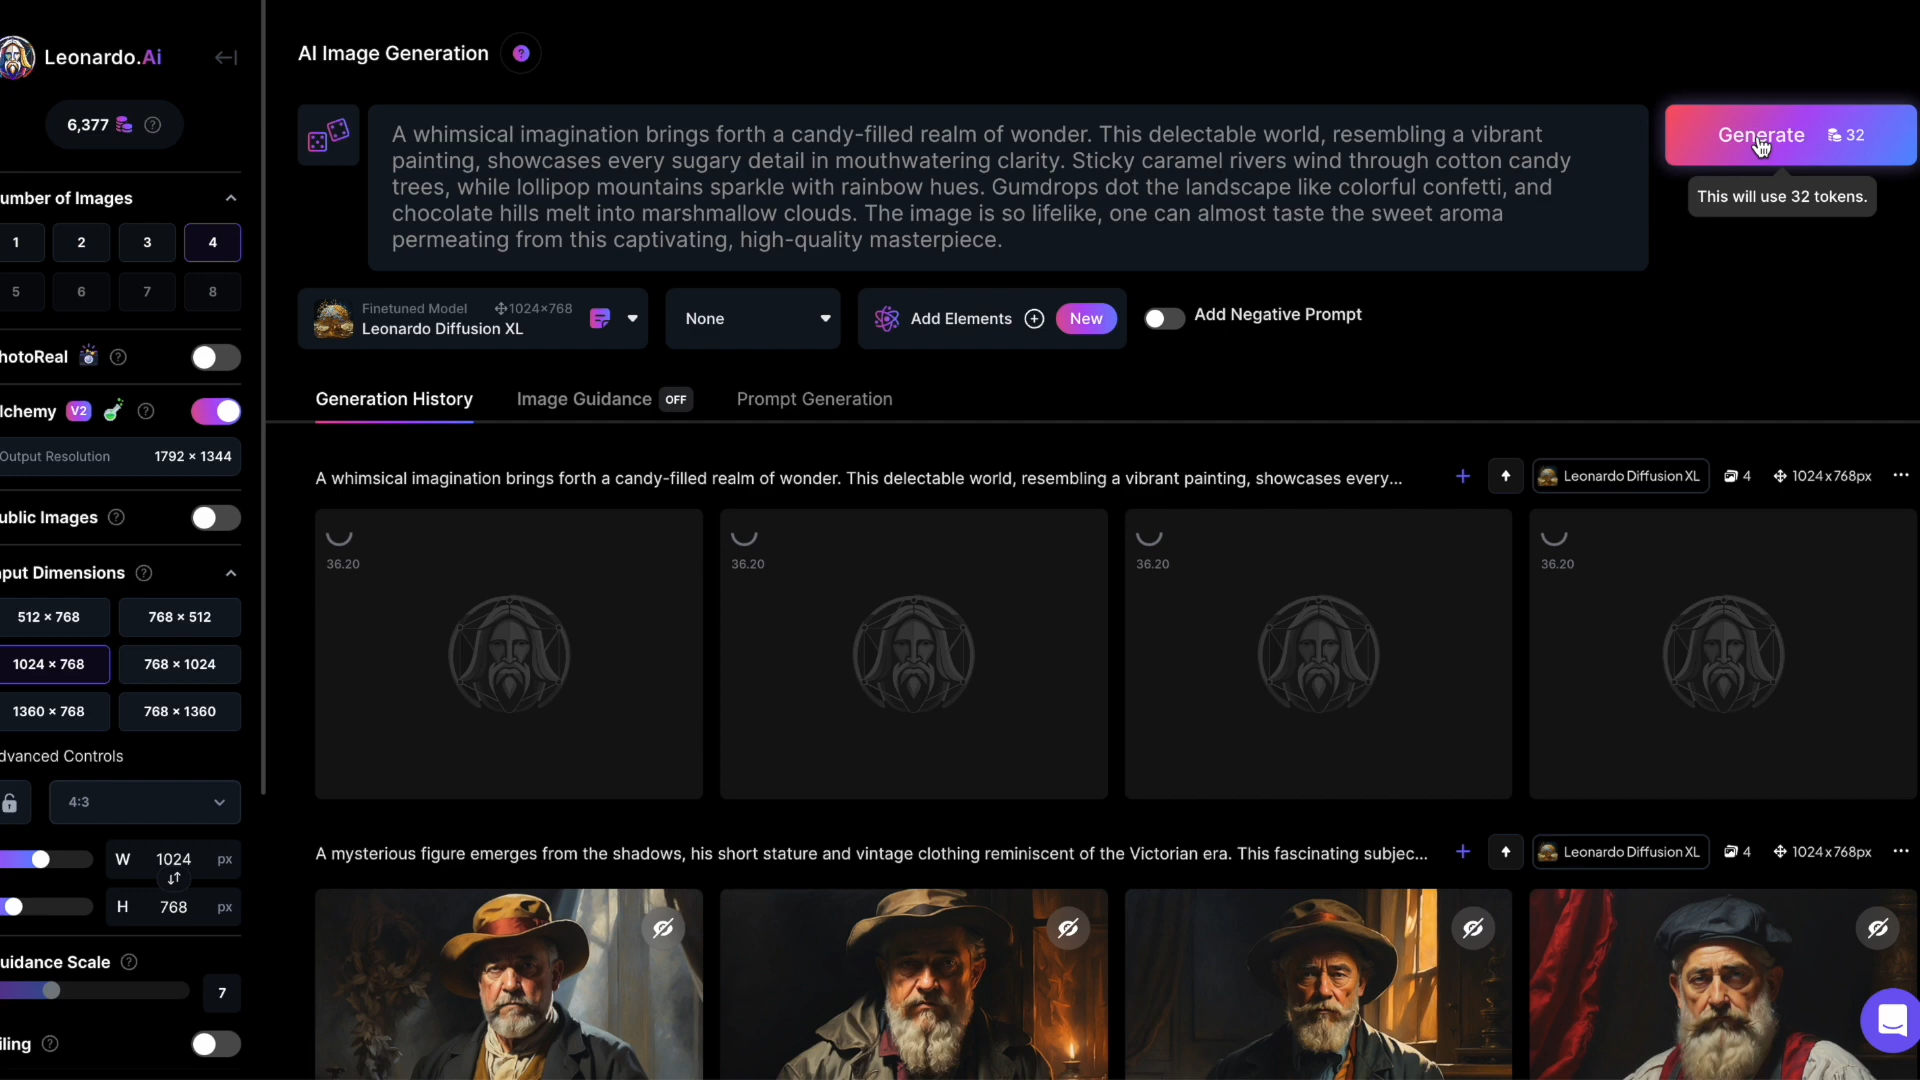 Leonardo.Ai
6,377
umber of Images
1 2 3 4
5 6 7 8
hotoReal
lchemy V2
Output Resolution 1792 × 1344
ublic Images
put Dimensions
512 × 768 768 × 512
1024 × 768 768 × 1024
1360 × 768 768 × 1360
dvanced Controls
4:3
W 1024 px
H 768 px
uidance Scale
7
iling
AI Image Generation
A whimsical imagination brings forth a candy-filled realm of wonder. This delectable world, resembling a vibrant
painting, showcases every sugary detail in mouthwatering clarity. Sticky caramel rivers wind through cotton candy
trees, while lollipop mountains sparkle with rainbow hues. Gumdrops dot the landscape like colorful confetti, and
chocolate hills melt into marshmallow clouds. The image is so lifelike, one can almost taste the sweet aroma
permeating from this captivating, high-quality masterpiece.
Generate 32
This will use 32 tokens.
Finetuned Model 1024×768
Leonardo Diffusion XL
None
Add Elements New
Add Negative Prompt
Generation History Image Guidance OFF Prompt Generation
A whimsical imagination brings forth a candy-filled realm of wonder. This delectable world, resembling a vibrant painting, showcases every... Leonardo Diffusion XL 4 1024x768px ...
36.20 36.20 36.20 36.20
A mysterious figure emerges from the shadows, his short stature and vintage clothing reminiscent of the Victorian era. This fascinating subjec... Leonardo Diffusion XL 4 1024x768px ...